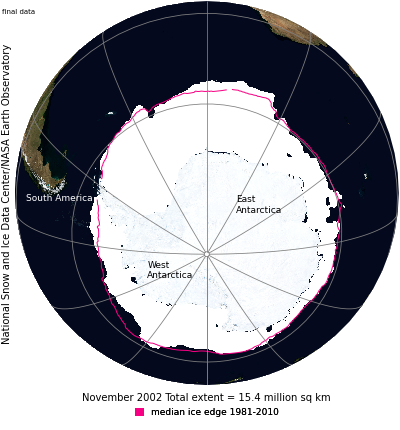 final data
National Snow and Ice Data Center/NASA Earth Observatory
South America
East
Antarctica
West
Antarctica
November 2002 Total extent = 15.4 million sq km
median ice edge 1981-2010